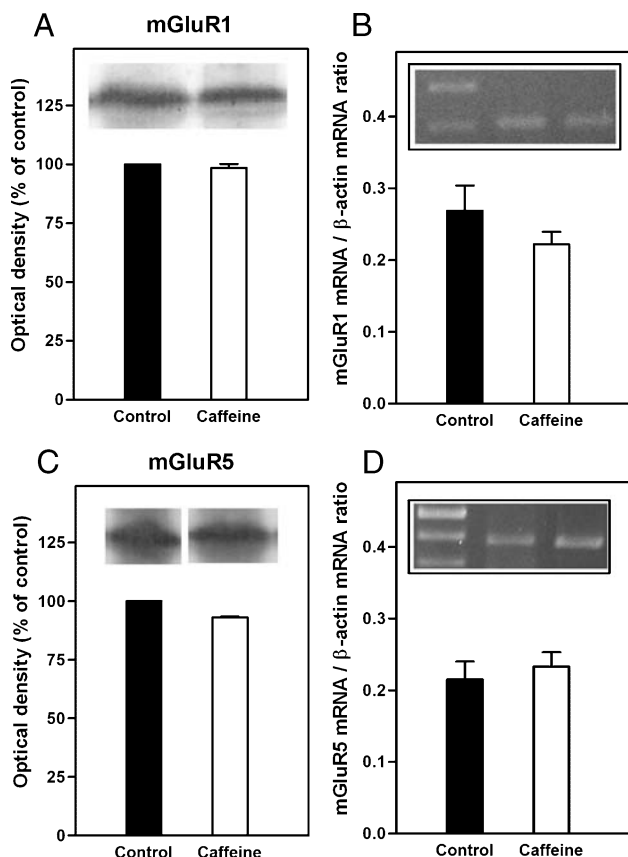 A
mGluR1
Optical density (% of control)
125
100
75
50
25
0
Control
Caffeine
B
mGluR1 mRNA / β-actin mRNA ratio
0.4
0.3
0.2
0.1
0.0
Control
Caffeine
C
mGluR5
Optical density (% of control)
125
100
75
50
25
0
Control
Caffeine
D
mGluR5 mRNA / β-actin mRNA ratio
0.4
0.3
0.2
0.1
0.0
Control
Caffeine